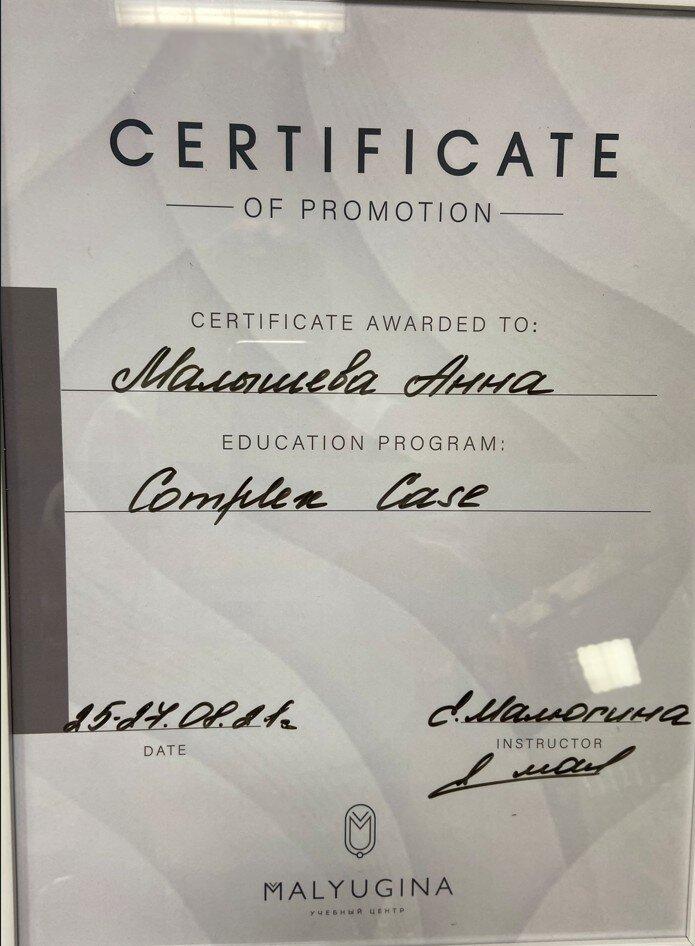 CERTIFICATE
OF PROMOTION
CERTIFICATE AWARDED TO:
Малышева Анна
EDUCATION PROGRAM:
Complex Case
25-27.08.21г.
DATE
С.Малюгина
INSTRUCTOR
MALYUGINA
УЧЕБНЫЙ ЦЕНТР